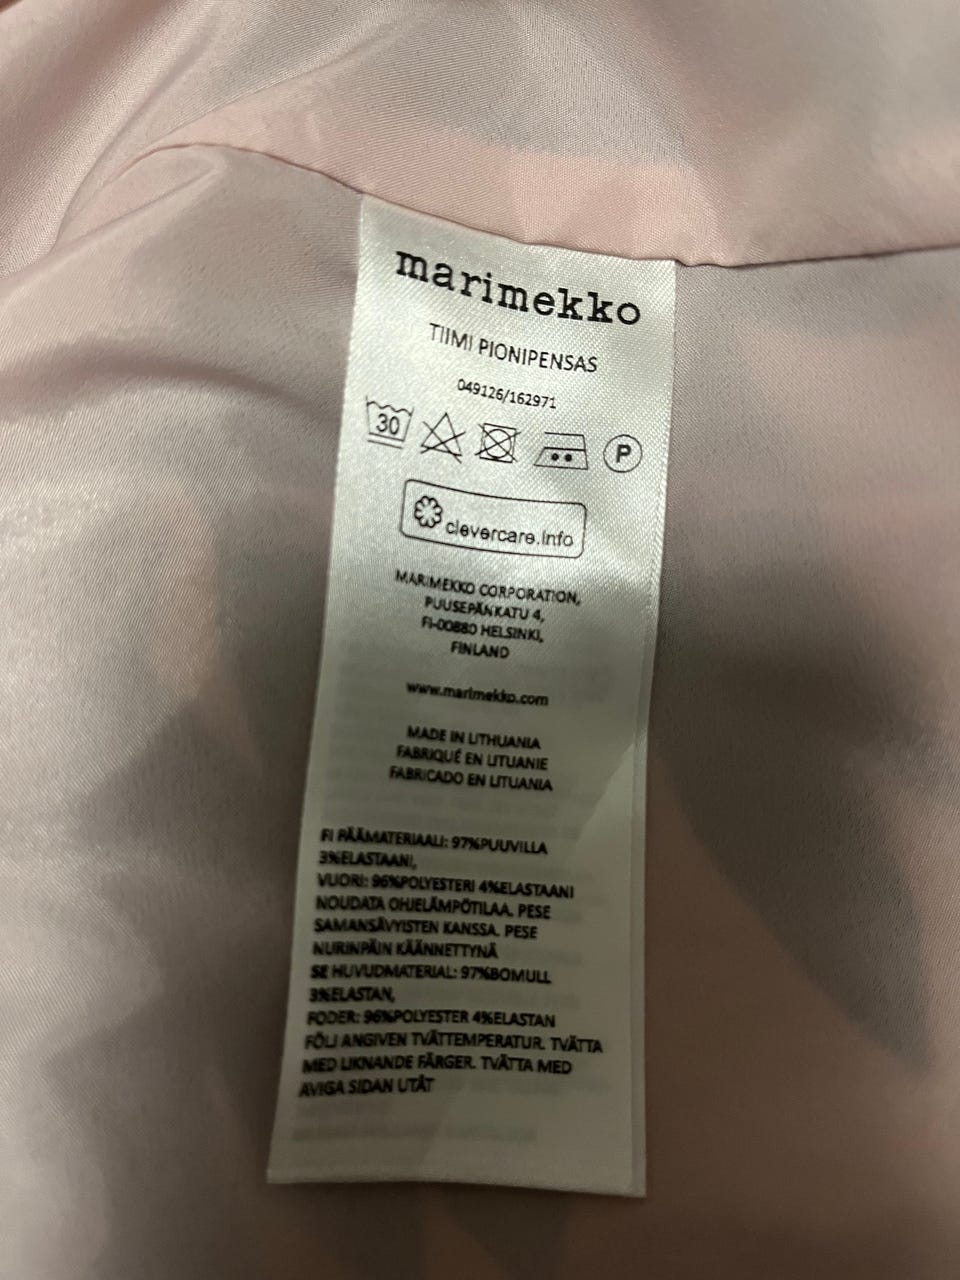 marimekko
TIIMI PIONIPENSAS
049126/162971
30
P
clevercare.info
MARIMEKKO CORPORATION,
PUUSEPÄNKATU 4,
FI-00880 HELSINKI,
FINLAND
www.marimekko.com
MADE IN LITHUANIA
FABRIQUÉ EN LITUANIE
FABRICADO EN LITUANIA
FI PÄÄMATERIAALI: 97%PUUVILLA
3%ELASTAANI,
VUORI: 96%POLYESTERI 4%ELASTAANI
NOUDATA OHJELÄMPÖTILAA. PESE
SAMANSÄVYISTEN KANSSA. PESE
NURINPÄIN KÄÄNNETTYNÄ
SE HUVUDMATERIAL: 97%BOMULL
3%ELASTAN,
FODER: 96%POLYESTER 4%ELASTAN
FÖLJ ANGIVEN TVÄTTEMPERATUR. TVÄTTA
MED LIKNANDE FÄRGER. TVÄTTA MED
AVIGA SIDAN UTÅT